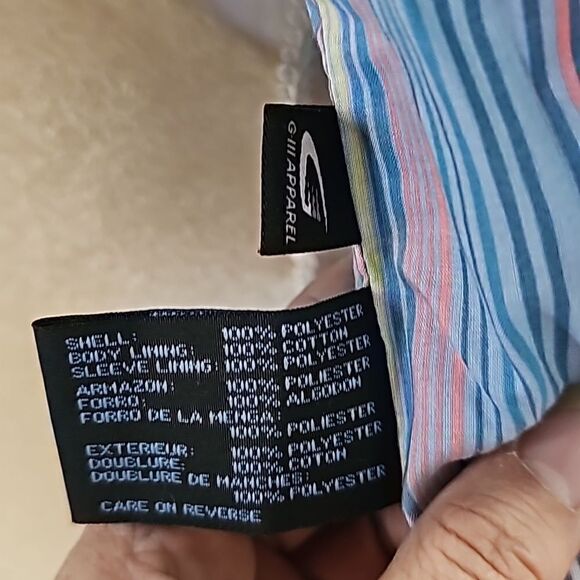 G-III APPAREL
SHELL: 100% POLYESTER
BODY LINING: 100% COTTON
SLEEVE LINING: 100% POLYESTER
ARMAZON: 100% POLIESTER
FORRO: 100% ALGODON
FORRO DE LA MENGA:
100% POLIESTER
EXTERIEUR: 100% POLYESTER
DOUBLURE: 100% COTON
DOUBLURE DE MANCHES:
100% POLYESTER
CARE ON REVERSE